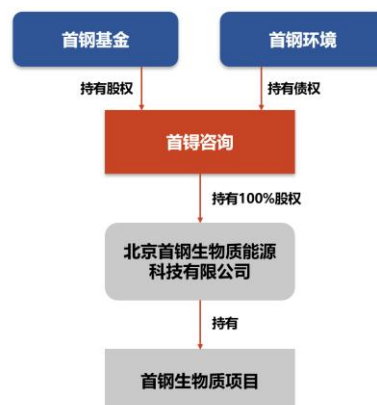 首钢基金
首钢环境
持有股权
持有债权
首锝咨询
持有100%股权
北京首钢生物质能源
科技有限公司
持有
首钢生物质项目